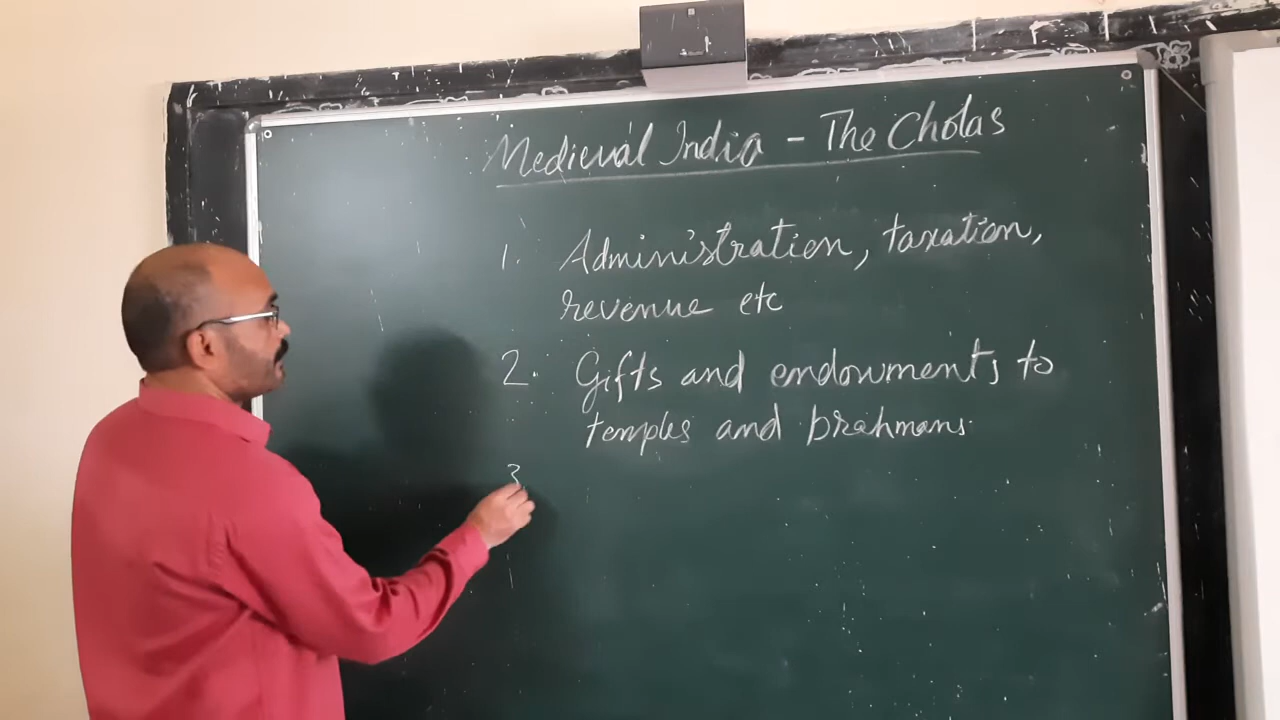 Medieval India - The Cholas
1. Administration, taxation,
revenue etc
2. Gifts and endowments to
temples and brahmans.
3